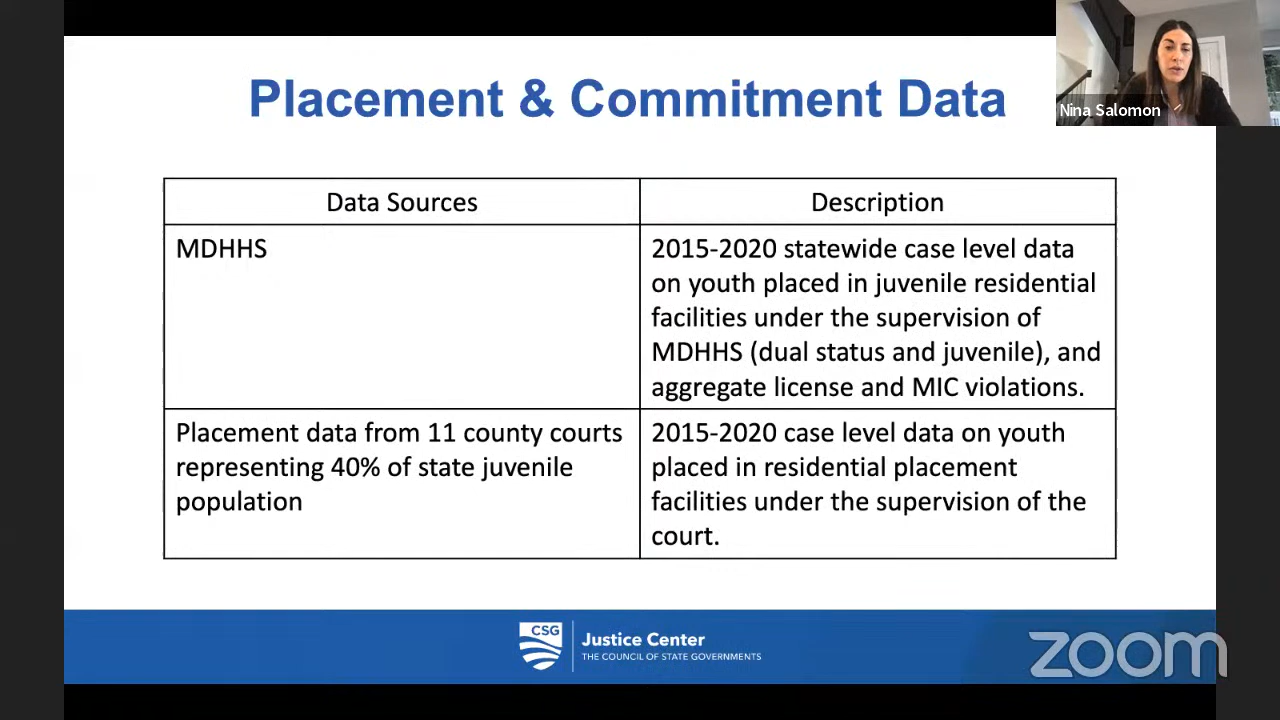 Placement & Commitment Data
Nina Salomon
Data Sources
Description
MDHHS
2015-2020 statewide case level data
on youth placed in juvenile residential
facilities under the supervision of
MDHHS (dual status and juvenile), and
aggregate license and MIC violations.
Placement data from 11 county courts
representing 40% of state juvenile
population
2015-2020 case level data on youth
placed in residential placement
facilities under the supervision of the
court.
CSG
Justice Center
THE COUNCIL OF STATE GOVERNMENTS
zoom